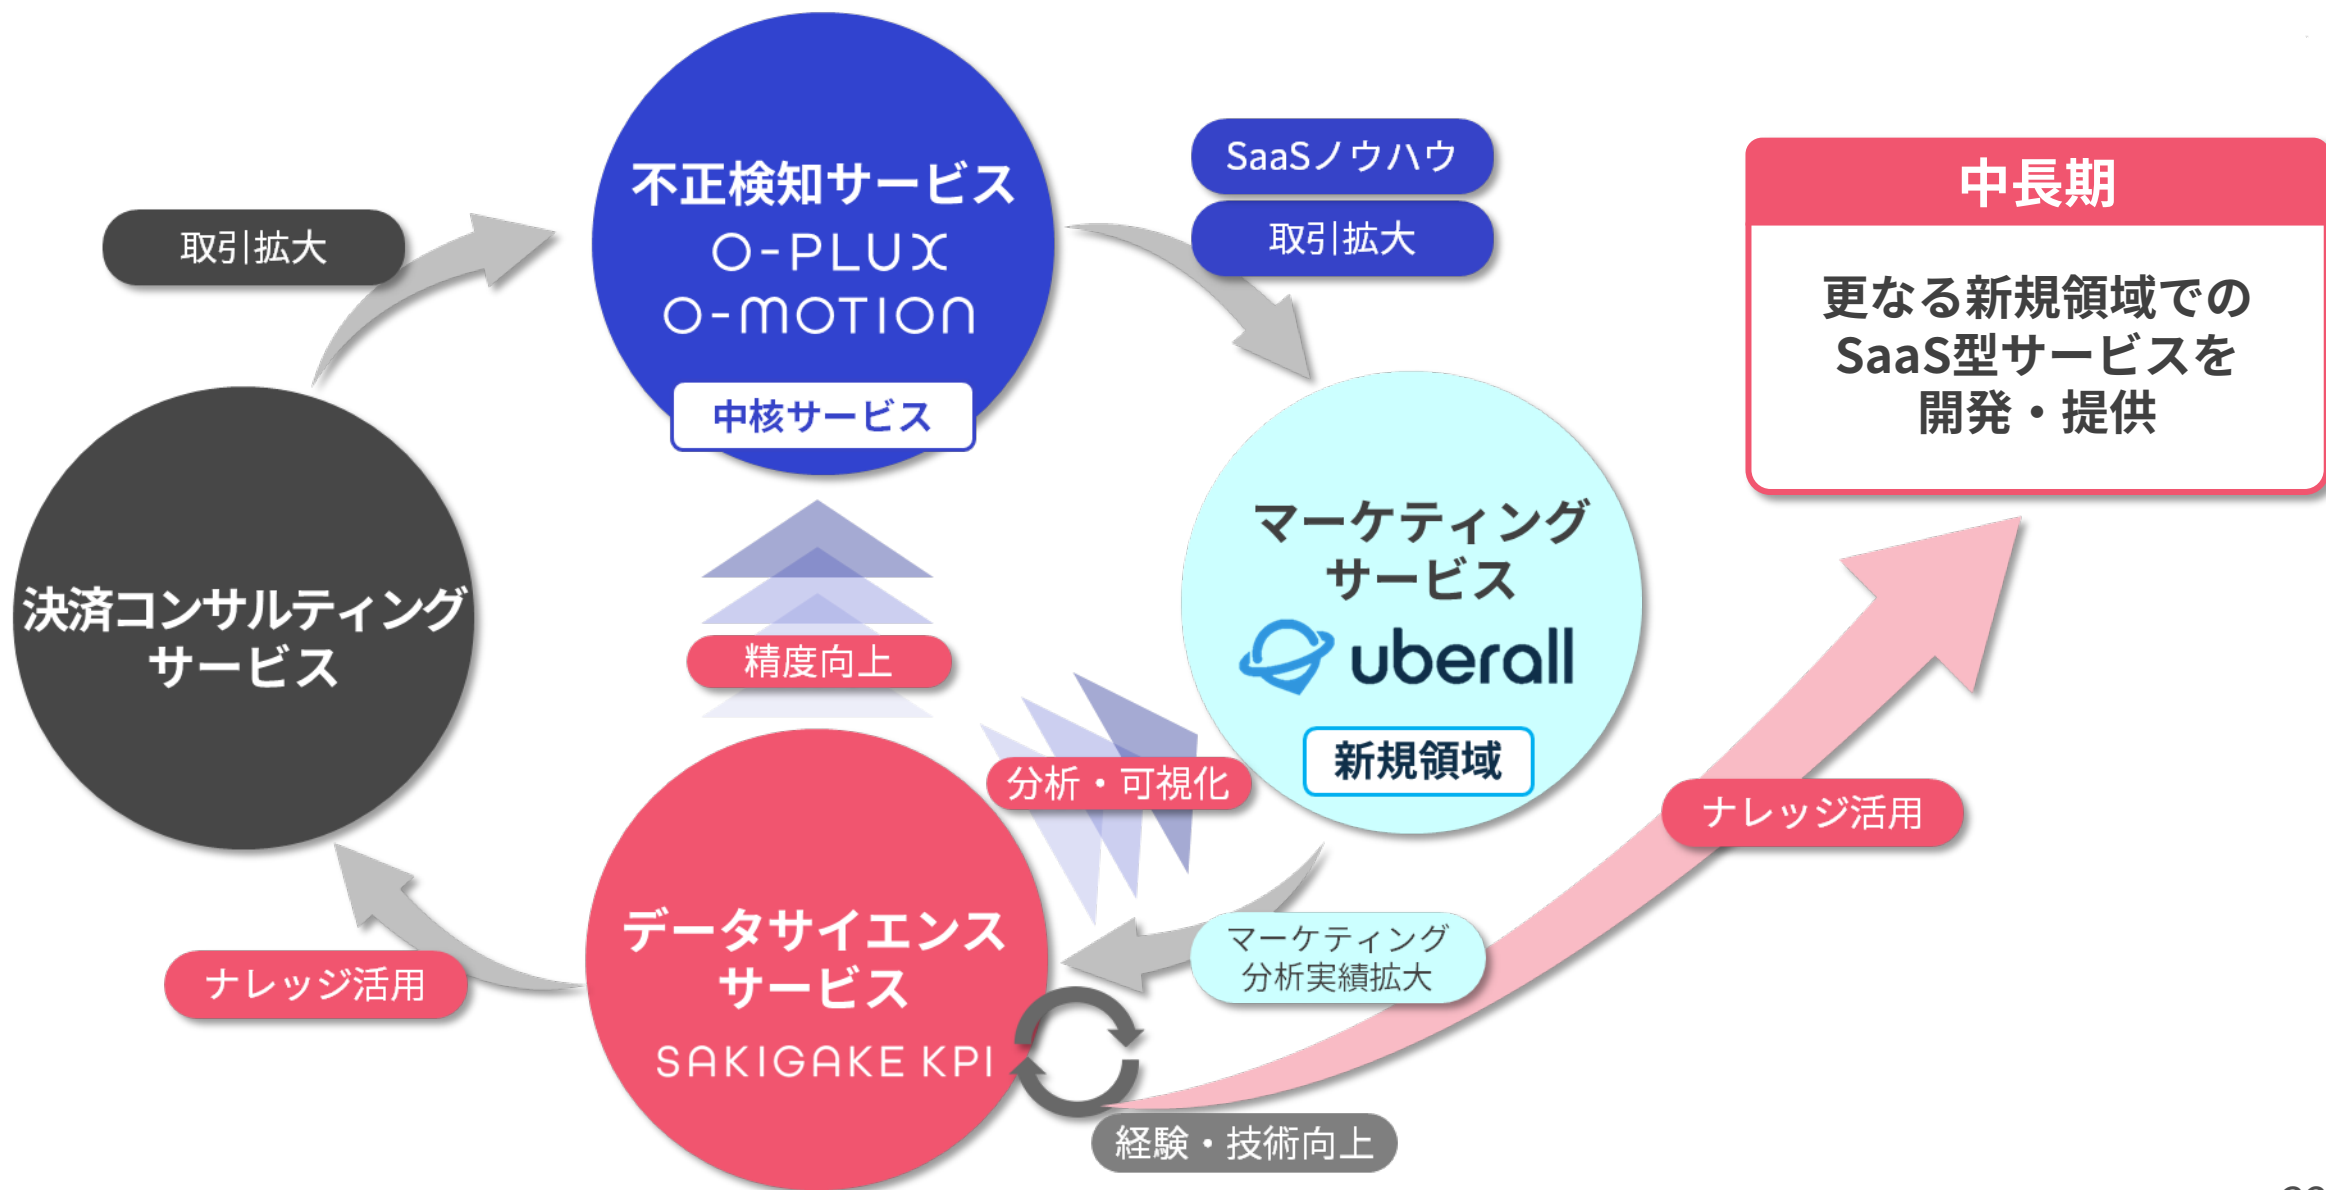 不正検知サービス
O-PLUX
O-MOTION
中核サービス
SaaSノウハウ
取引拡大
取引拡大
中長期
更なる新規領域での
SaaS型サービスを
開発・提供
決済コンサルティング
サービス
マーケティング
サービス
uberall
新規領域
精度向上
分析・可視化
ナレッジ活用
データサイエンス
サービス
SAKIGAKE KPI
マーケティング
分析実績拡大
ナレッジ活用
経験・技術向上